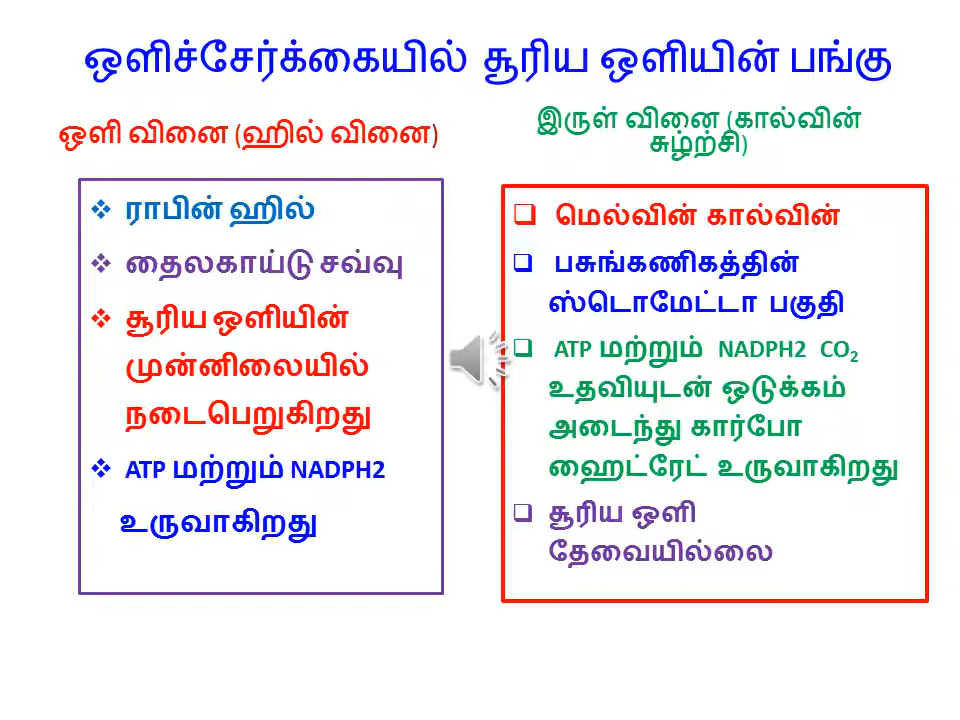 ஒளிச்சேர்க்கையில் சூரிய ஒளியின் பங்கு
ஒளி வினை (ஹில் வினை)
ராபின் ஹில்
தைலகாய்டு சவ்வு
சூரிய ஒளியின்
முன்னிலையில்
நடைபெறுகிறது
ATP மற்றும் NADPH2
உருவாகிறது
இருள் வினை (கால்வின்
சுழற்சி)
மெல்வின் கால்வின்
பசுங்கணிகத்தின்
ஸ்டொமேட்டா பகுதி
ATP மற்றும் NADPH2 CO₂
உதவியுடன் ஒடுக்கம்
அடைந்து கார்போ
ஹைட்ரேட் உருவாகிறது
சூரிய ஒளி
தேவையில்லை